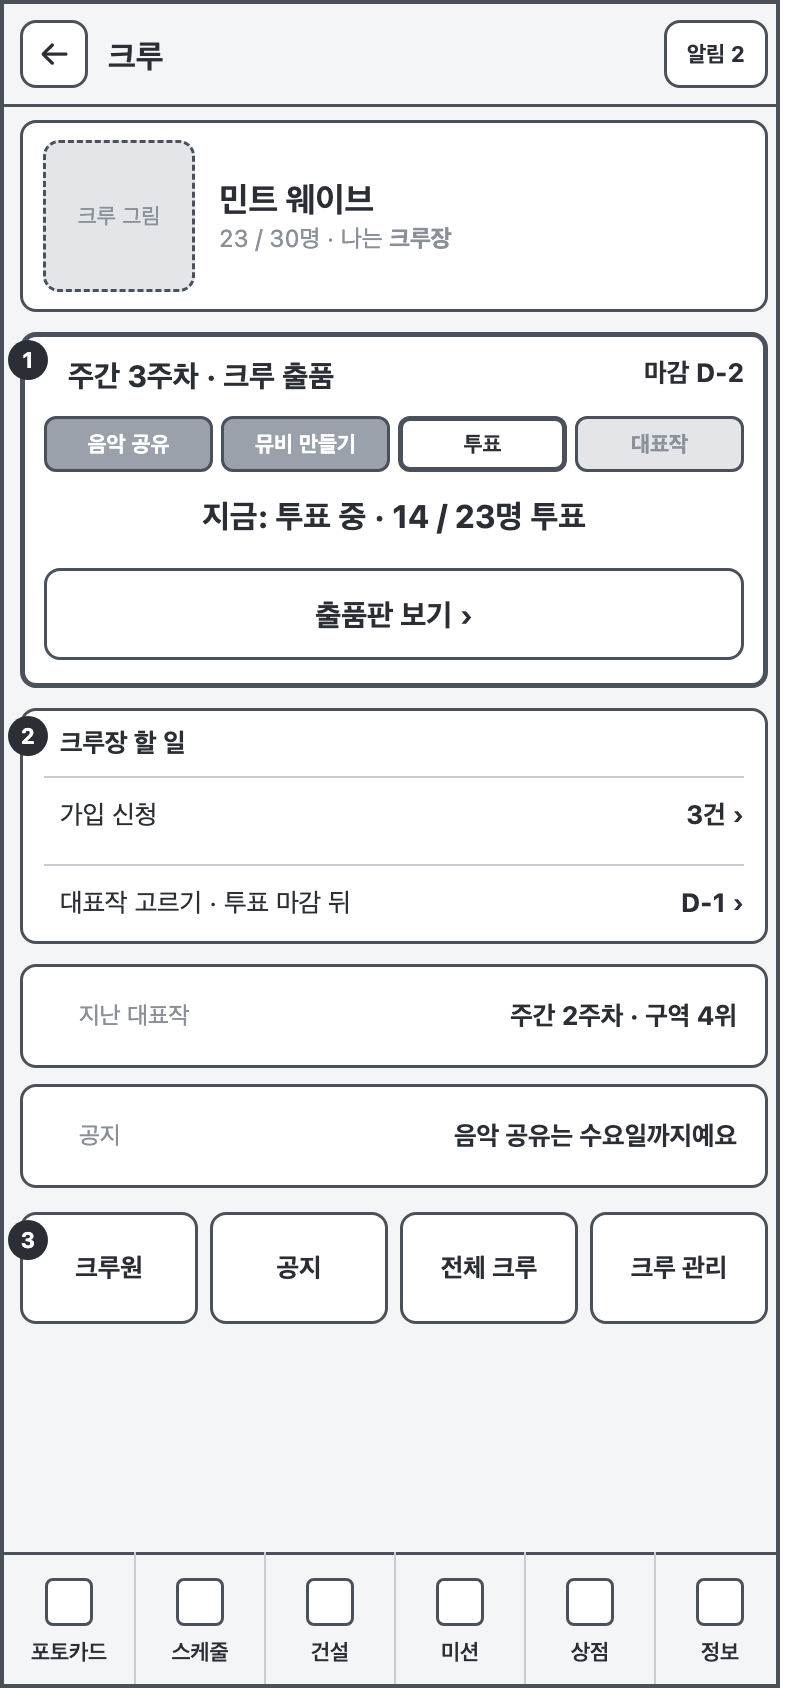 크루
알림 2
크루 그림
민트 웨이브
23 / 30명 · 나는 크루장
1
주간 3주차 · 크루 출품
마감 D-2
음악 공유
뮤비 만들기
투표
대표작
지금: 투표 중 · 14 / 23명 투표
출품판 보기 ›
2
크루장 할 일
가입 신청
3건 ›
대표작 고르기 · 투표 마감 뒤
D-1 ›
지난 대표작
주간 2주차 · 구역 4위
공지
음악 공유는 수요일까지예요
3
크루원
공지
전체 크루
크루 관리
포토카드
스케줄
건설
미션
상점
정보